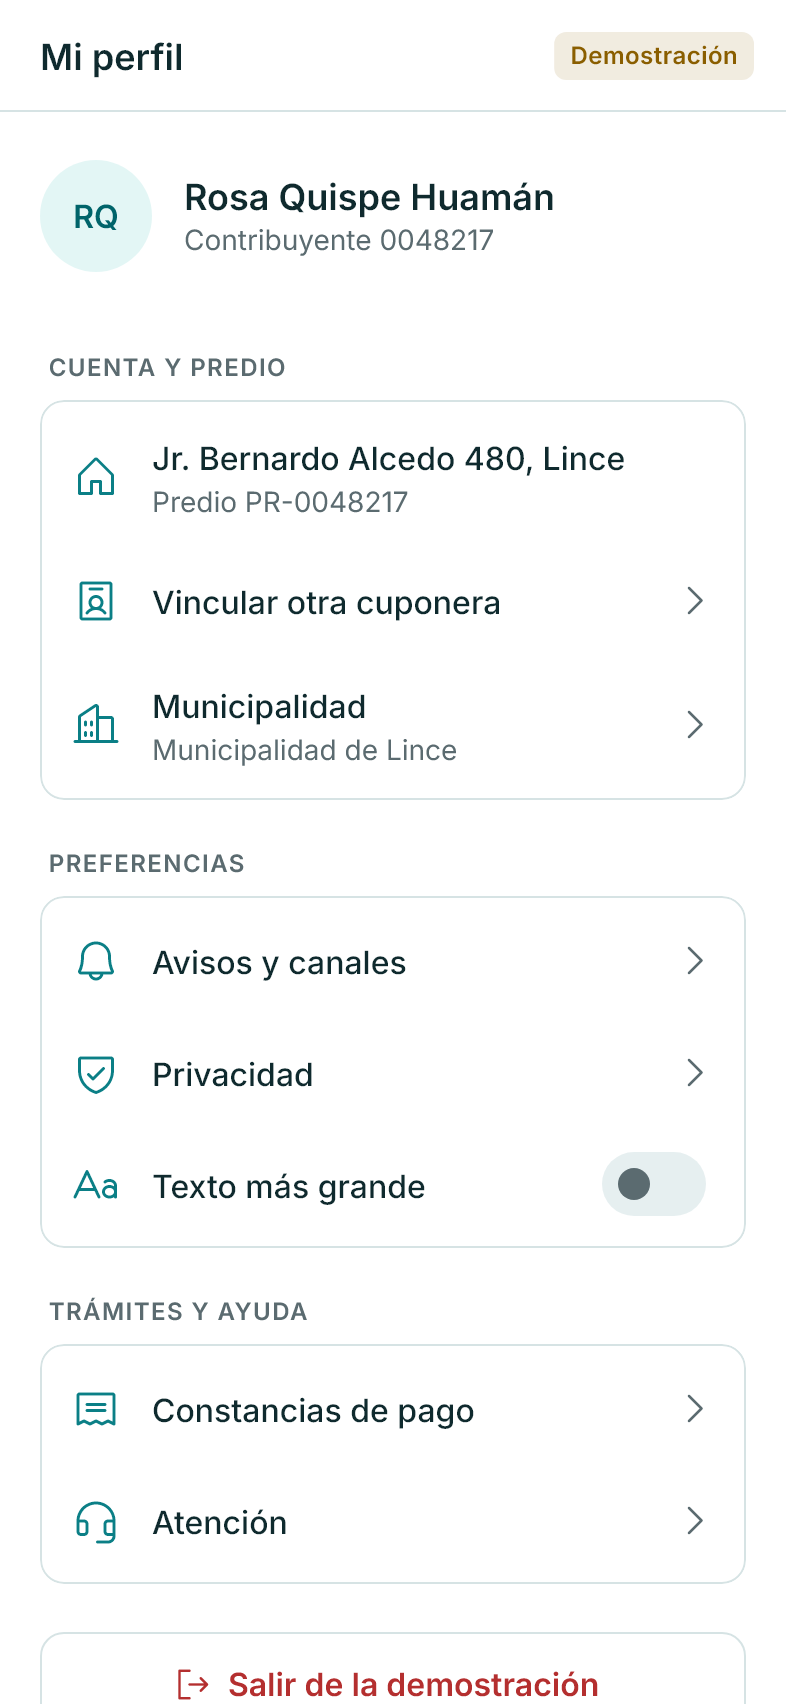 Mi perfil
Demostración
RQ
Rosa Quispe Huamán
Contribuyente 0048217
CUENTA Y PREDIO
Jr. Bernardo Alcedo 480, Lince
Predio PR-0048217
Vincular otra cuponera
Municipalidad
Municipalidad de Lince
PREFERENCIAS
Avisos y canales
Privacidad
Aa Texto más grande
TRÁMITES Y AYUDA
Constancias de pago
Atención
Salir de la demostración